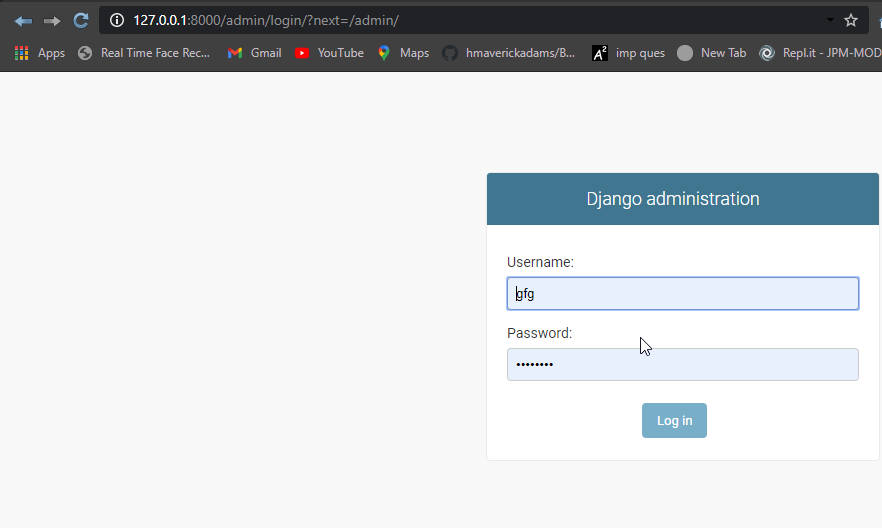 127.0.0.1:8000/admin/login/?next=/admin/
Apps Real Time Face Rec... Gmail YouTube Maps hmaverickadams/B... A2 imp ques New Tab Repl.it - JPM-MOD
Django administration
Username:
gfg
Password:
••••••••
Log in